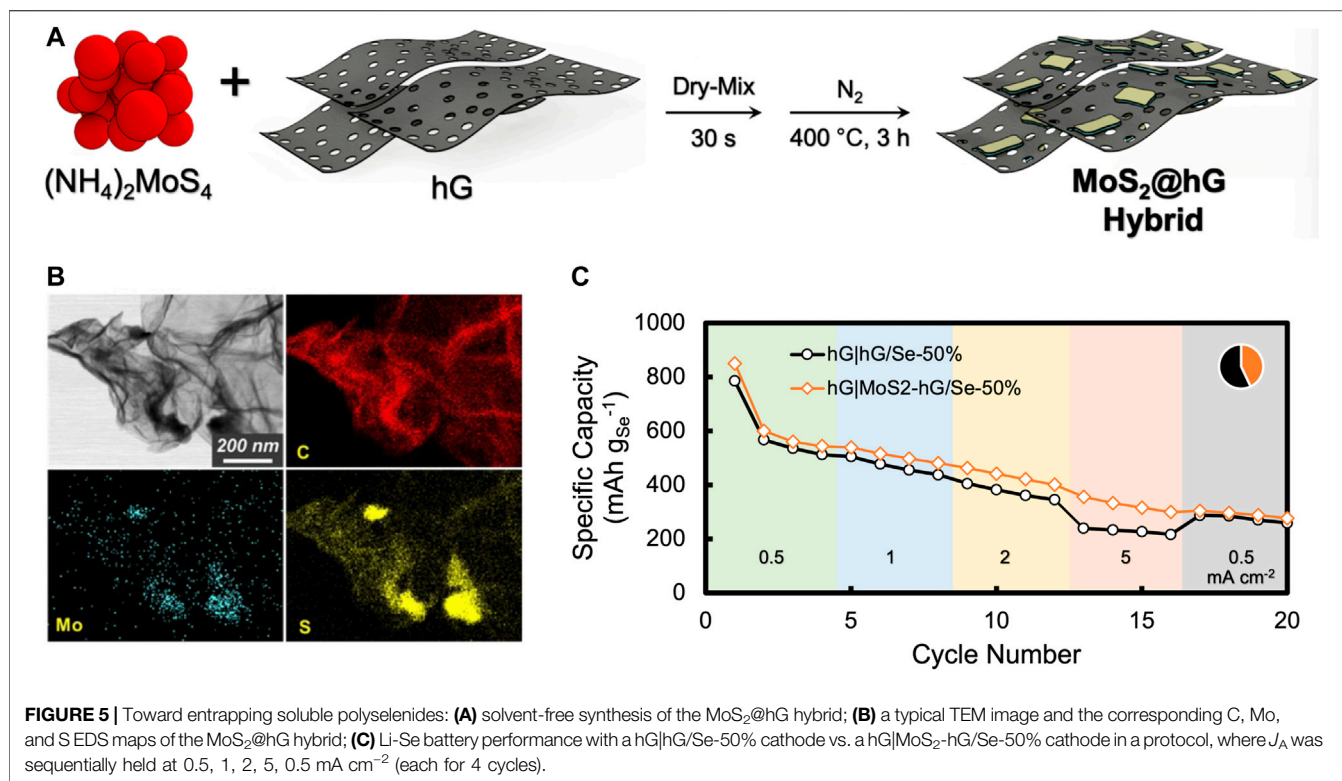 A
+
(NH₄)₂MoS₄
hG
Dry-Mix
30 s
N₂
400 °C, 3 h
MoS₂@hG
Hybrid
B
200 nm
C
Mo
S
C
1000
800
600
400
200
0
Specific Capacity
(mAh gSe⁻¹)
hG|hG/Se-50%
hG|MoS2-hG/Se-50%
0.5
1
2
5
0.5
mA cm⁻²
0
5
10
15
20
Cycle Number
FIGURE 5 | Toward entrapping soluble polyselenides: (A) solvent-free synthesis of the MoS₂@hG hybrid; (B) a typical TEM image and the corresponding C, Mo,
and S EDS maps of the MoS₂@hG hybrid; (C) Li-Se battery performance with a hG|hG/Se-50% cathode vs. a hG|MoS₂-hG/Se-50% cathode in a protocol, where J_A was
sequentially held at 0.5, 1, 2, 5, 0.5 mA cm⁻² (each for 4 cycles).